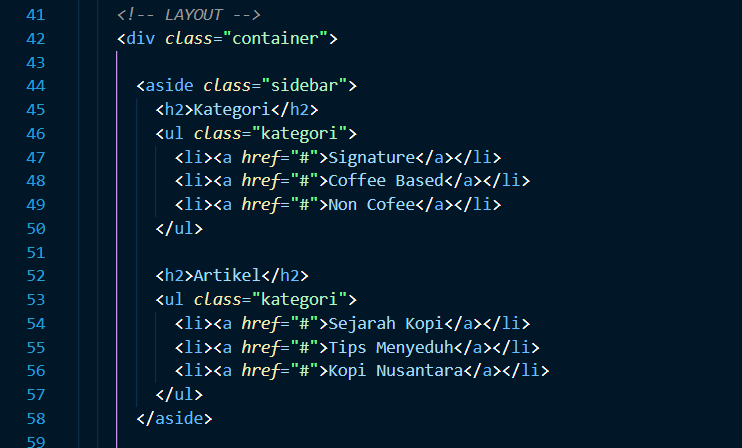 41 <!-- LAYOUT -->
42 <div class="container">
43
44 <aside class="sidebar">
45 <h2>Kategori</h2>
46 <ul class="kategori">
47 <li><a href="#">Signature</a></li>
48 <li><a href="#">Coffee Based</a></li>
49 <li><a href="#">Non Cofee</a></li>
50 </ul>
51
52 <h2>Artikel</h2>
53 <ul class="kategori">
54 <li><a href="#">Sejarah Kopi</a></li>
55 <li><a href="#">Tips Menyeduh</a></li>
56 <li><a href="#">Kopi Nusantara</a></li>
57 </ul>
58 </aside>
59